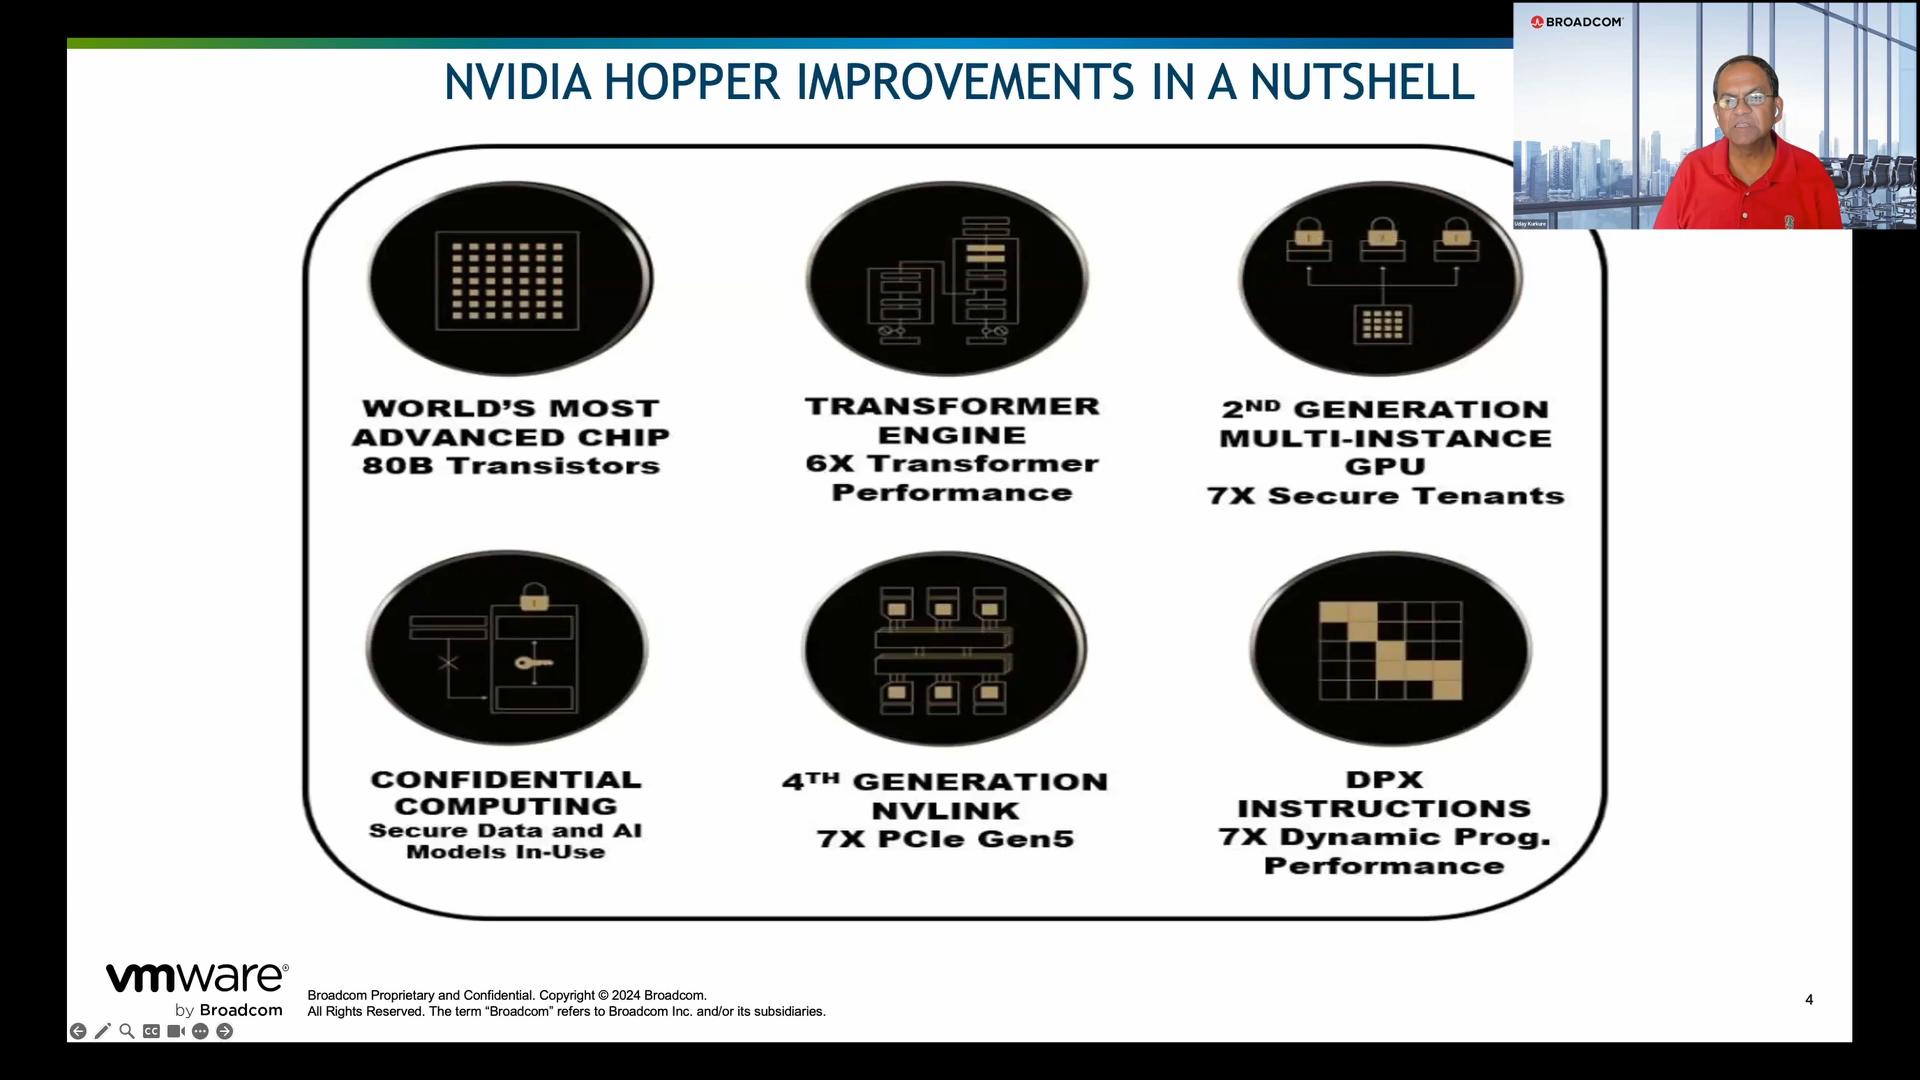 NVIDIA HOPPER IMPROVEMENTS IN A NUTSHELL
BROADCOM
Uday Kurkure
WORLD'S MOST
ADVANCED CHIP
80B Transistors
TRANSFORMER
ENGINE
6X Transformer
Performance
2ND GENERATION
MULTI-INSTANCE
GPU
7X Secure Tenants
CONFIDENTIAL
COMPUTING
Secure Data and AI
Models In-Use
4TH GENERATION
NVLINK
7X PCIe Gen5
DPX
INSTRUCTIONS
7X Dynamic Prog.
Performance
vmware®
by Broadcom
Broadcom Proprietary and Confidential. Copyright © 2024 Broadcom.
All Rights Reserved. The term “Broadcom” refers to Broadcom Inc. and/or its subsidiaries.
4
CC